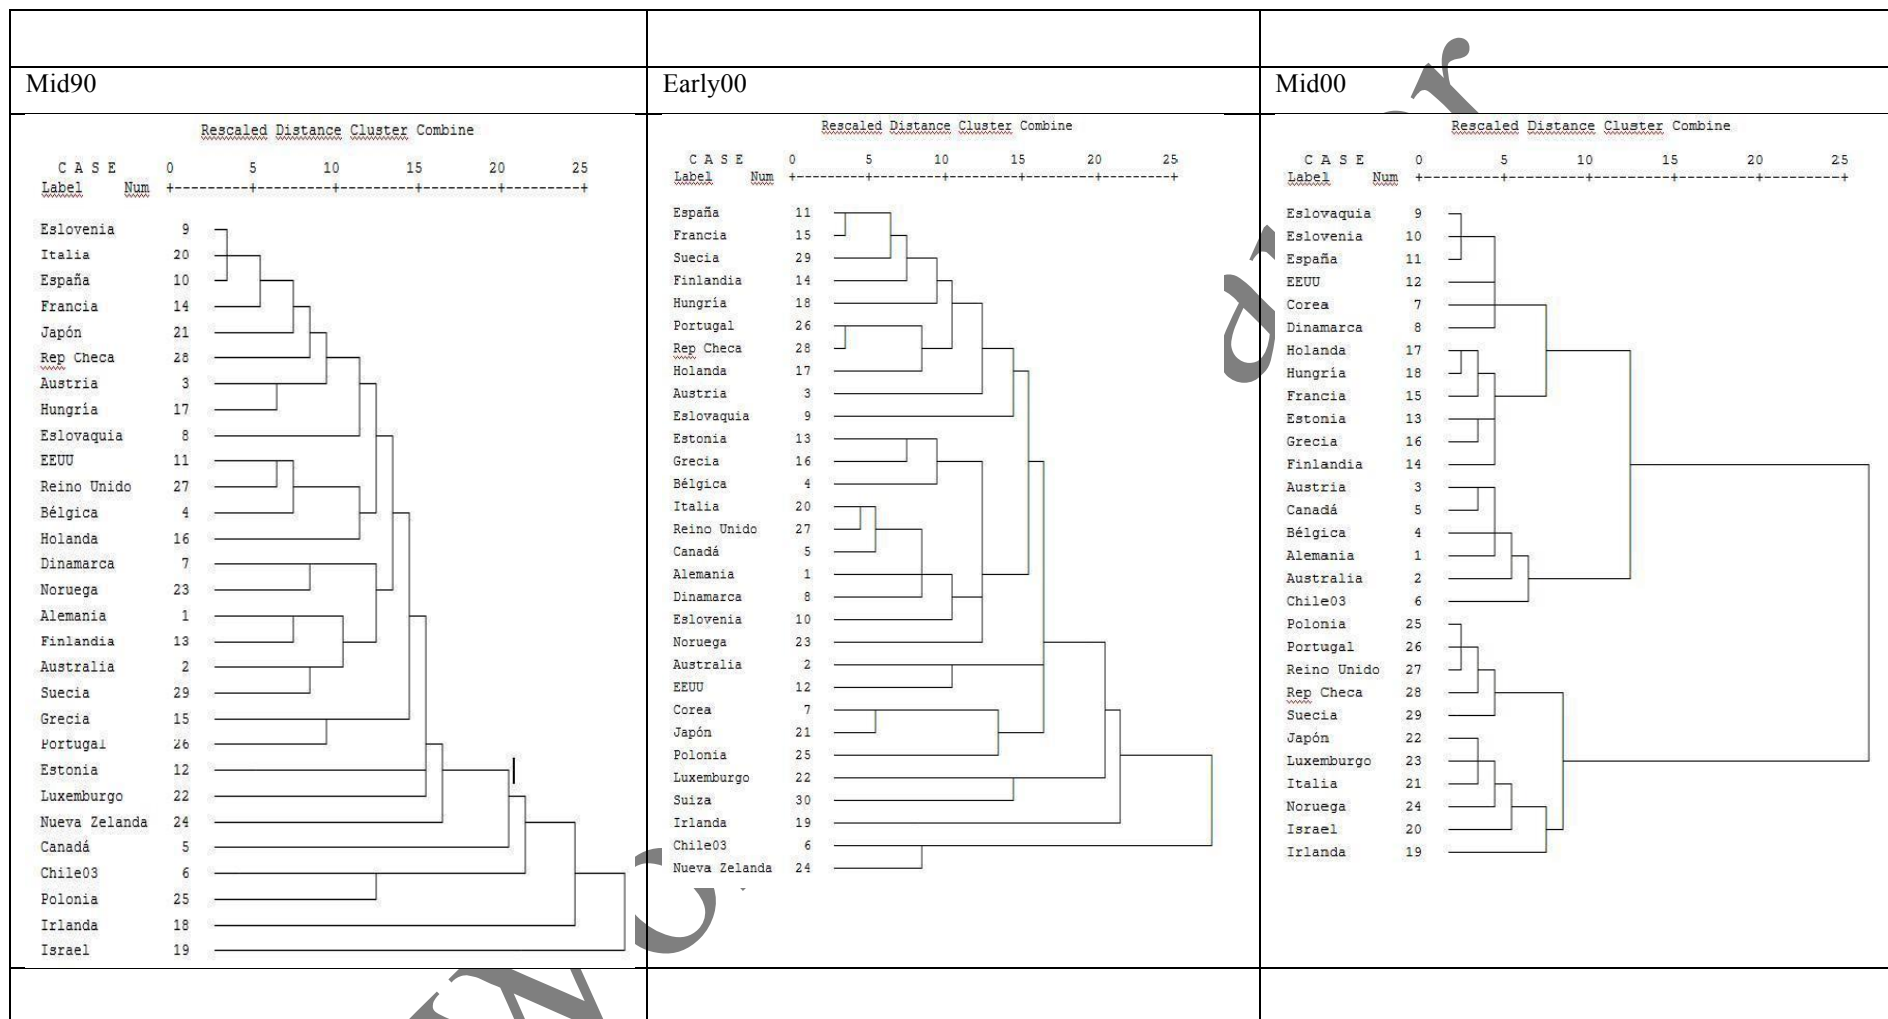 Mid90
Early00
Mid00
Rescaled Distance Cluster Combine
C A S E 0 5 10 15 20 25
Label Num +---------+---------+---------+---------+---------+
Eslovenia 9
Italia 20
España 10
Francia 14
Japón 21
Rep Checa 28
Austria 3
Hungría 17
Eslovaquia 8
EEUU 11
Reino Unido 27
Bélgica 4
Holanda 16
Dinamarca 7
Noruega 23
Alemania 1
Finlandia 13
Australia 2
Suecia 29
Grecia 15
Portugal 26
Estonia 12
Luxemburgo 22
Nueva Zelanda 24
Canadá 5
Chile03 6
Polonia 25
Irlanda 18
Israel 19
Rescaled Distance Cluster Combine
C A S E 0 5 10 15 20 25
Label Num +---------+---------+---------+---------+---------+
España 11
Francia 15
Suecia 29
Finlandia 14
Hungría 18
Portugal 26
Rep Checa 28
Holanda 17
Austria 3
Eslovaquia 9
Estonia 13
Grecia 16
Bélgica 4
Italia 20
Reino Unido 27
Canadá 5
Alemania 1
Dinamarca 8
Eslovenia 10
Noruega 23
Australia 2
EEUU 12
Corea 7
Japón 21
Polonia 25
Luxemburgo 22
Suiza 30
Irlanda 19
Chile03 6
Nueva Zelanda 24
Rescaled Distance Cluster Combine
C A S E 0 5 10 15 20 25
Label Num +---------+---------+---------+---------+---------+
Eslovaquia 9
Eslovenia 10
España 11
EEUU 12
Corea 7
Dinamarca 8
Holanda 17
Hungría 18
Francia 15
Estonia 13
Grecia 16
Finlandia 14
Austria 3
Canadá 5
Bélgica 4
Alemania 1
Australia 2
Chile03 6
Polonia 25
Portugal 26
Reino Unido 27
Rep Checa 28
Suecia 29
Japón 22
Luxemburgo 23
Italia 21
Noruega 24
Israel 20
Irlanda 19